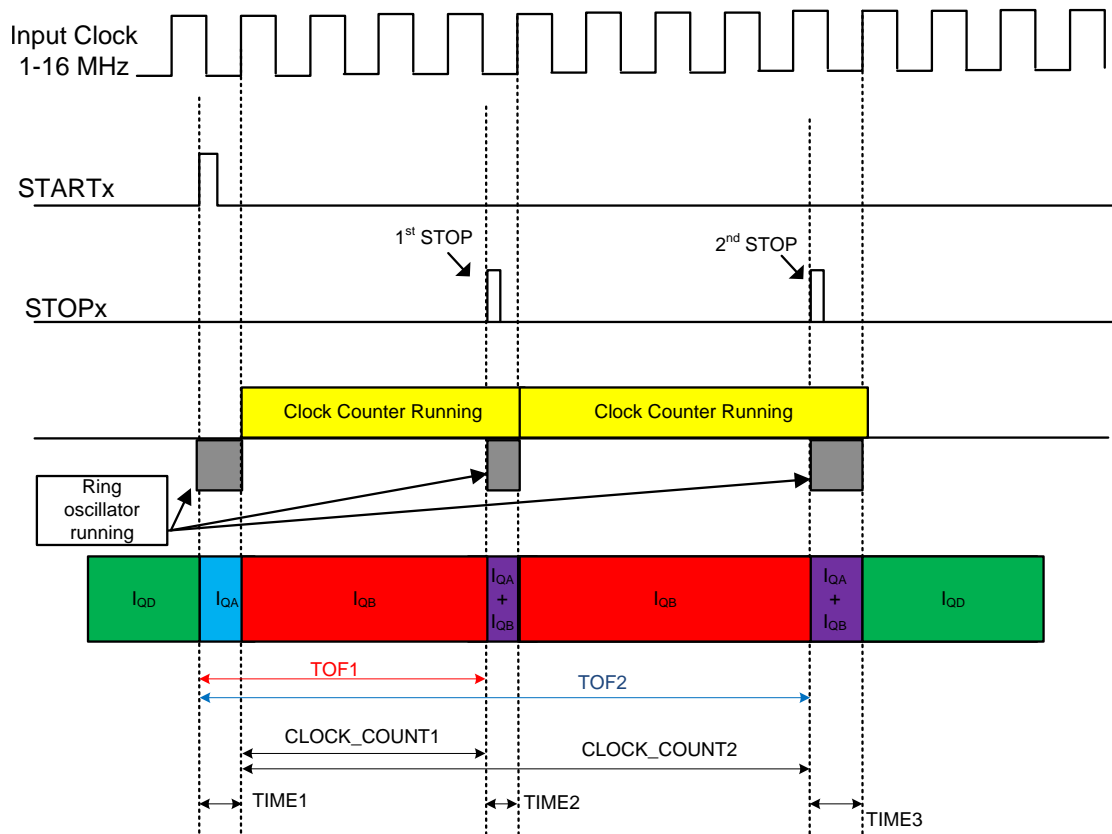 Input Clock
1-16 MHz
STARTx
1st STOP
2nd STOP
STOPx
Clock Counter Running
Clock Counter Running
Ring
oscillator
running
IQD
IQA
IQB
IQA
+
IQB
IQB
IQA
+
IQB
IQD
TOF1
TOF2
CLOCK_COUNT1
CLOCK_COUNT2
TIME1
TIME2
TIME3